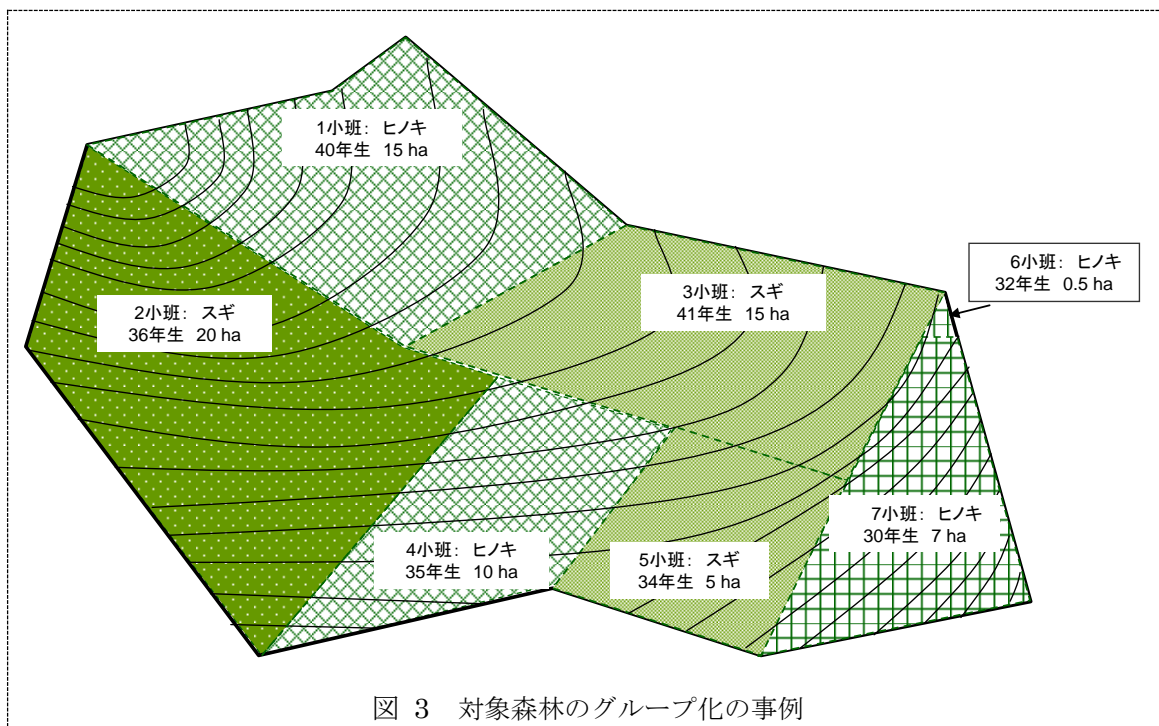 1小班: ヒノキ
40年生 15 ha
6小班: ヒノキ
32年生 0.5 ha
2小班: スギ
36年生 20 ha
3小班: スギ
41年生 15 ha
4小班: ヒノキ
35年生 10 ha
5小班: スギ
34年生 5 ha
7小班: ヒノキ
30年生 7 ha
図 3 対象森林のグループ化の事例